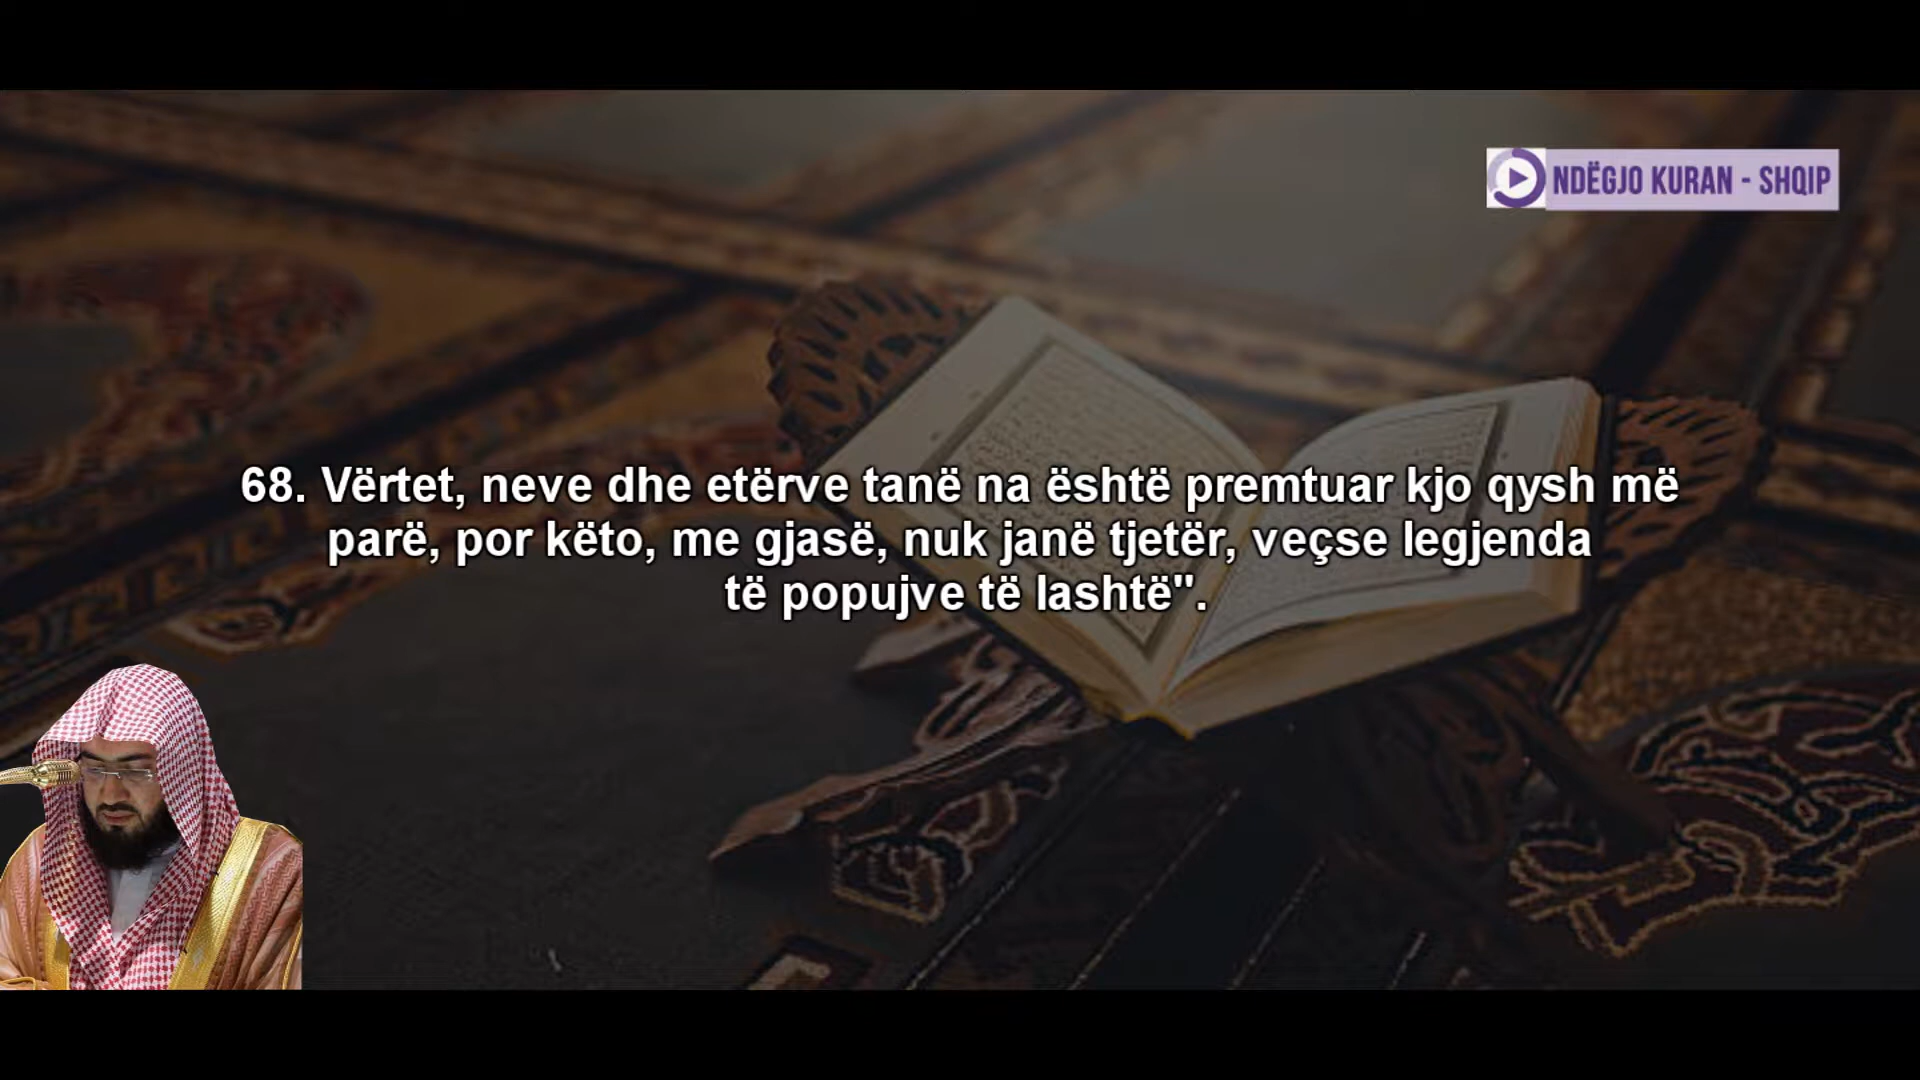 NDËGJO KURAN - SHQIP
68. Vërtet, neve dhe etërve tanë na është premtuar kjo qysh më
parë, por këto, me gjasë, nuk janë tjetër, veçse legjenda
të popujve të lashtë".